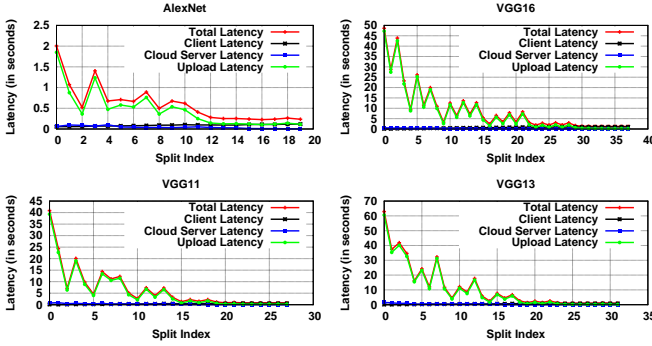 AlexNet
Latency (in seconds)
2.5
2
1.5
1
0.5
0
Total Latency
Client Latency
Cloud Server Latency
Upload Latency
0 2 4 6 8 10 12 14 16 18 20
Split Index
VGG16
Latency (in seconds)
50
45
40
35
30
25
20
15
10
5
0
Total Latency
Client Latency
Cloud Server Latency
Upload Latency
0 5 10 15 20 25 30 35 40
Split Index
VGG11
Latency (in seconds)
45
40
35
30
25
20
15
10
5
0
Total Latency
Client Latency
Cloud Server Latency
Upload Latency
0 5 10 15 20 25 30
Split Index
VGG13
Latency (in seconds)
70
60
50
40
30
20
10
0
Total Latency
Client Latency
Cloud Server Latency
Upload Latency
0 5 10 15 20 25 30 35
Split Index